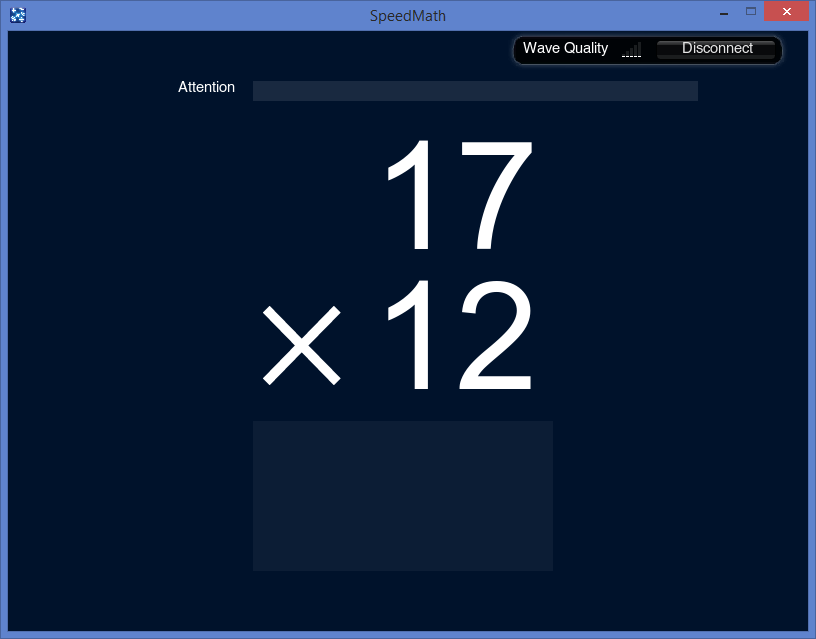 SpeedMath
Wave Quality Disconnect
Attention
17
×12